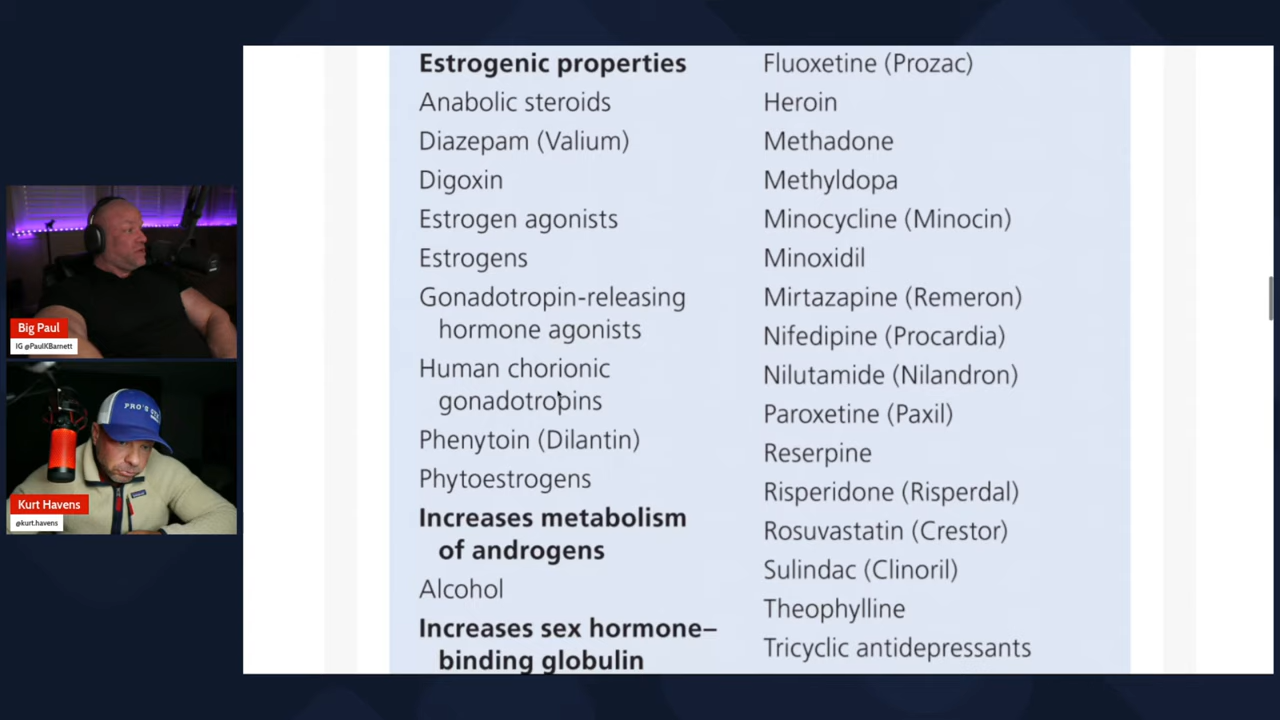 Estrogenic properties
Anabolic steroids
Diazepam (Valium)
Digoxin
Estrogen agonists
Estrogens
Gonadotropin-releasing
hormone agonists
Human chorionic
gonadotropins
Phenytoin (Dilantin)
Phytoestrogens
Increases metabolism
of androgens
Alcohol
Increases sex hormone–
binding globulin
Fluoxetine (Prozac)
Heroin
Methadone
Methyldopa
Minocycline (Minocin)
Minoxidil
Mirtazapine (Remeron)
Nifedipine (Procardia)
Nilutamide (Nilandron)
Paroxetine (Paxil)
Reserpine
Risperidone (Risperdal)
Rosuvastatin (Crestor)
Sulindac (Clinoril)
Theophylline
Tricyclic antidepressants
Big Paul
IG @PaulKBarnett
PRO'S
Kurt Havens
@kurt.havens